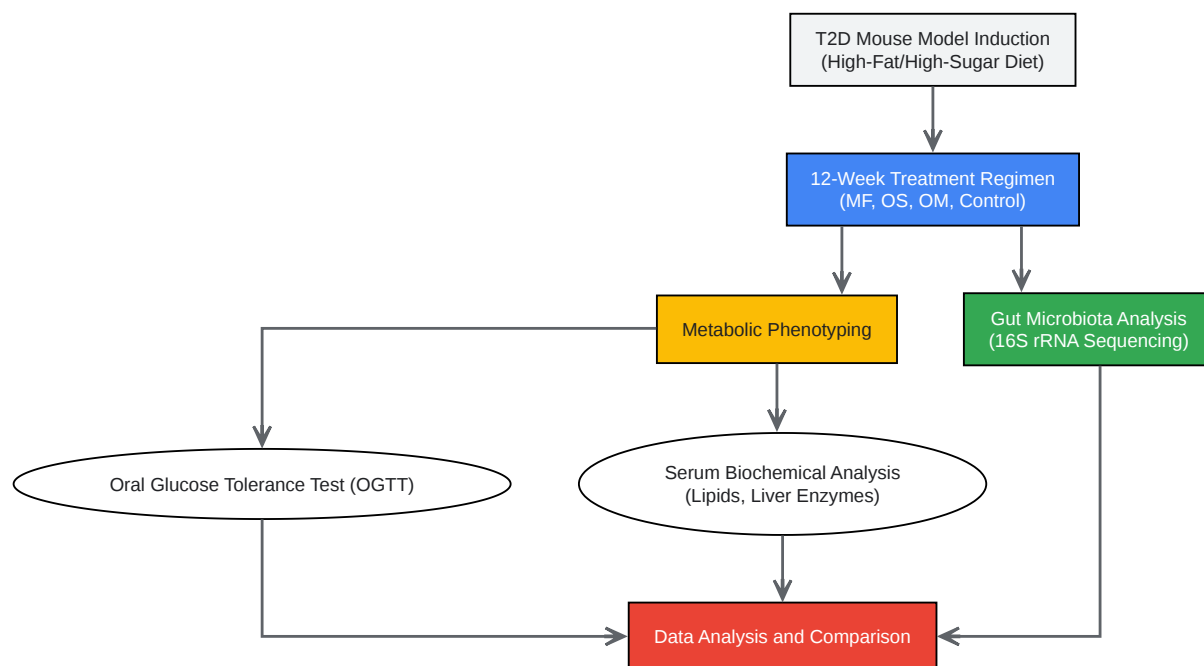 T2D Mouse Model Induction
(High-Fat/High-Sugar Diet)
12-Week Treatment Regimen
(MF, OS, OM, Control)
Metabolic Phenotyping
Gut Microbiota Analysis
(16S rRNA Sequencing)
Oral Glucose Tolerance Test (OGTT)
Serum Biochemical Analysis
(Lipids, Liver Enzymes)
Data Analysis and Comparison